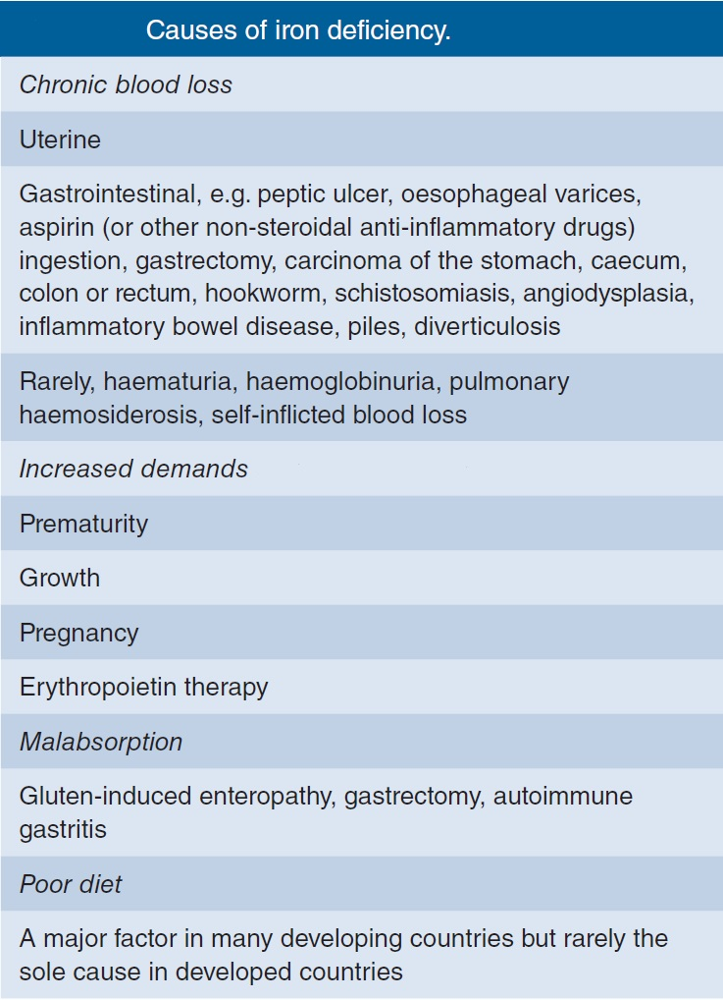 Causes of iron deficiency.
Chronic blood loss
Uterine
Gastrointestinal, e.g. peptic ulcer, oesophageal varices,
aspirin (or other non-steroidal anti-inflammatory drugs)
ingestion, gastrectomy, carcinoma of the stomach, caecum,
colon or rectum, hookworm, schistosomiasis, angiodysplasia,
inflammatory bowel disease, piles, diverticulosis
Rarely, haematuria, haemoglobinuria, pulmonary
haemosiderosis, self-inflicted blood loss
Increased demands
Prematurity
Growth
Pregnancy
Erythropoietin therapy
Malabsorption
Gluten-induced enteropathy, gastrectomy, autoimmune
gastritis
Poor diet
A major factor in many developing countries but rarely the
sole cause in developed countries